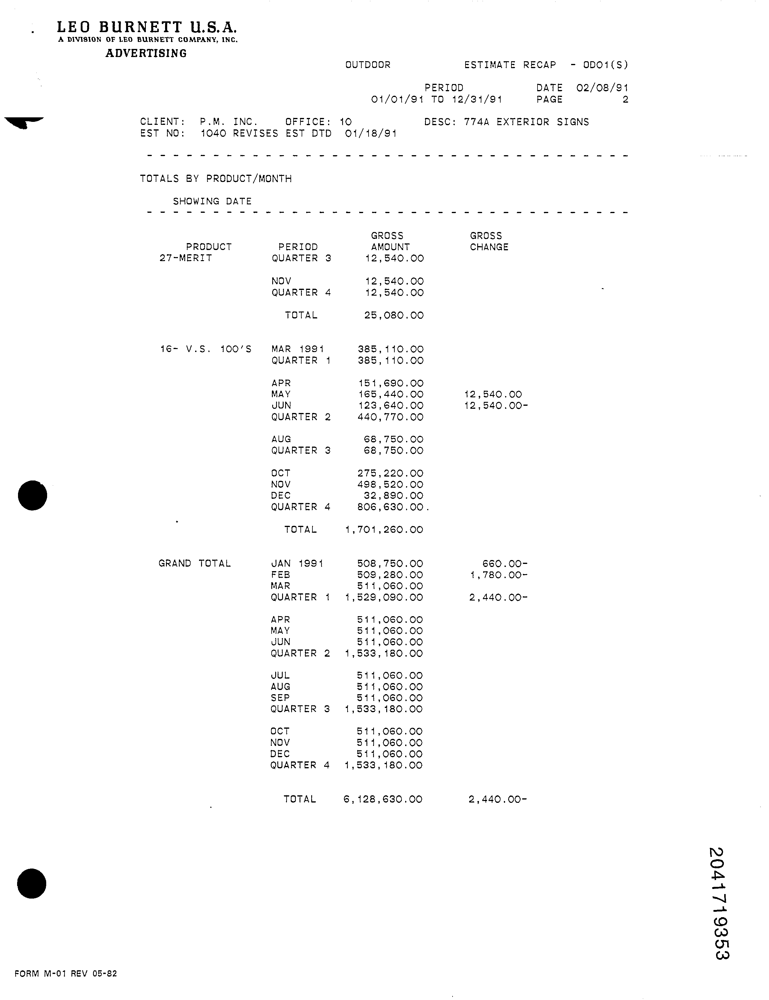 LEO BURNETT U.S.A.
A DIVISION OF LEO BURNETT COMPANY, INC.
ADVERTISING
OUTDOOR ESTIMATE RECAP - ODO1(S)
PERIOD DATE 02/08/91
01/01/91 TO 12/31/91 PAGE 2
CLIENT: P.M. INC. OFFICE: 10 DESC: 774A EXTERIOR SIGNS
EST NO: 1040 REVISES EST DTD 01/18/91
- - - - - - - - - - - - - - - - - - - - - - - - - - - - - - - - - - - - -
TOTALS BY PRODUCT/MONTH
SHOWING DATE
- - - - - - - - - - - - - - - - - - - - - - - - - - - - - - - - - - - - -
GROSS GROSS
PRODUCT PERIOD AMOUNT CHANGE
27-MERIT QUARTER 3 12,540.00
NOV 12,540.00
QUARTER 4 12,540.00
TOTAL 25,080.00
16- V.S. 100'S MAR 1991 385,110.00
QUARTER 1 385,110.00
APR 151,690.00
MAY 165,440.00 12,540.00
JUN 123,640.00 12,540.00-
QUARTER 2 440,770.00
AUG 68,750.00
QUARTER 3 68,750.00
OCT 275,220.00
NOV 498,520.00
DEC 32,890.00
QUARTER 4 806,630.00.
TOTAL 1,701,260.00
GRAND TOTAL JAN 1991 508,750.00 660.00-
FEB 509,280.00 1,780.00-
MAR 511,060.00
QUARTER 1 1,529,090.00 2,440.00-
APR 511,060.00
MAY 511,060.00
JUN 511,060.00
QUARTER 2 1,533,180.00
JUL 511,060.00
AUG 511,060.00
SEP 511,060.00
QUARTER 3 1,533,180.00
OCT 511,060.00
NOV 511,060.00
DEC 511,060.00
QUARTER 4 1,533,180.00
TOTAL 6,128,630.00 2,440.00-
2041719353
FORM M-01 REV 05-82